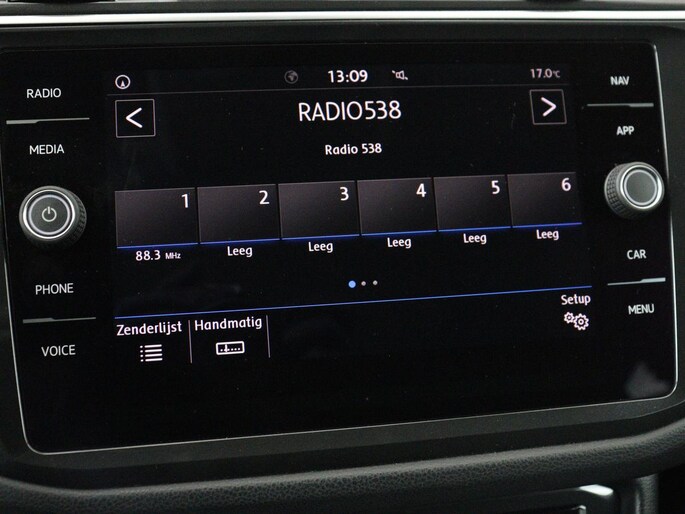 RADIO
MEDIA
PHONE
VOICE
13:09
17.0°C
<
RADIO538
>
Radio 538
1
2
3
4
5
6
88.3 MHz
Leeg
Leeg
Leeg
Leeg
Leeg
Zenderlijst
Handmatig
Setup
NAV
APP
CAR
MENU